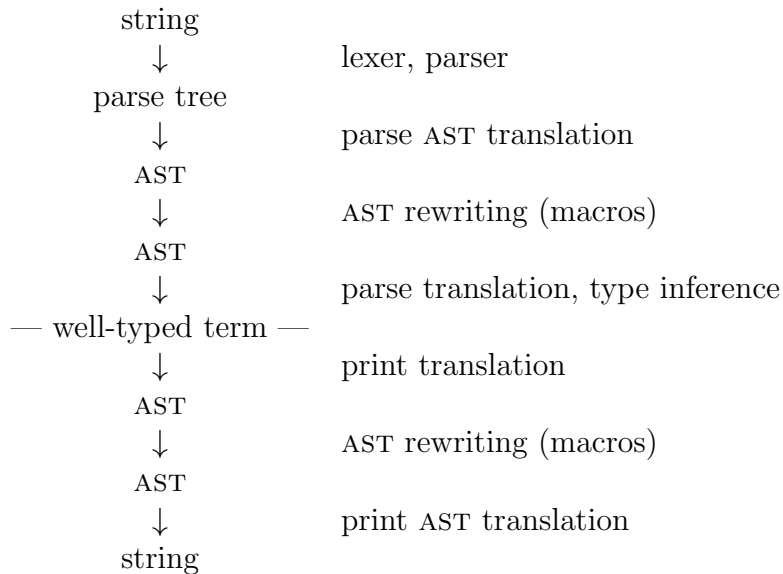 string
↓ lexer, parser
parse tree
↓ parse AST translation
AST
↓ AST rewriting (macros)
AST
↓ parse translation, type inference
— well-typed term —
↓ print translation
AST
↓ AST rewriting (macros)
AST
↓ print AST translation
string